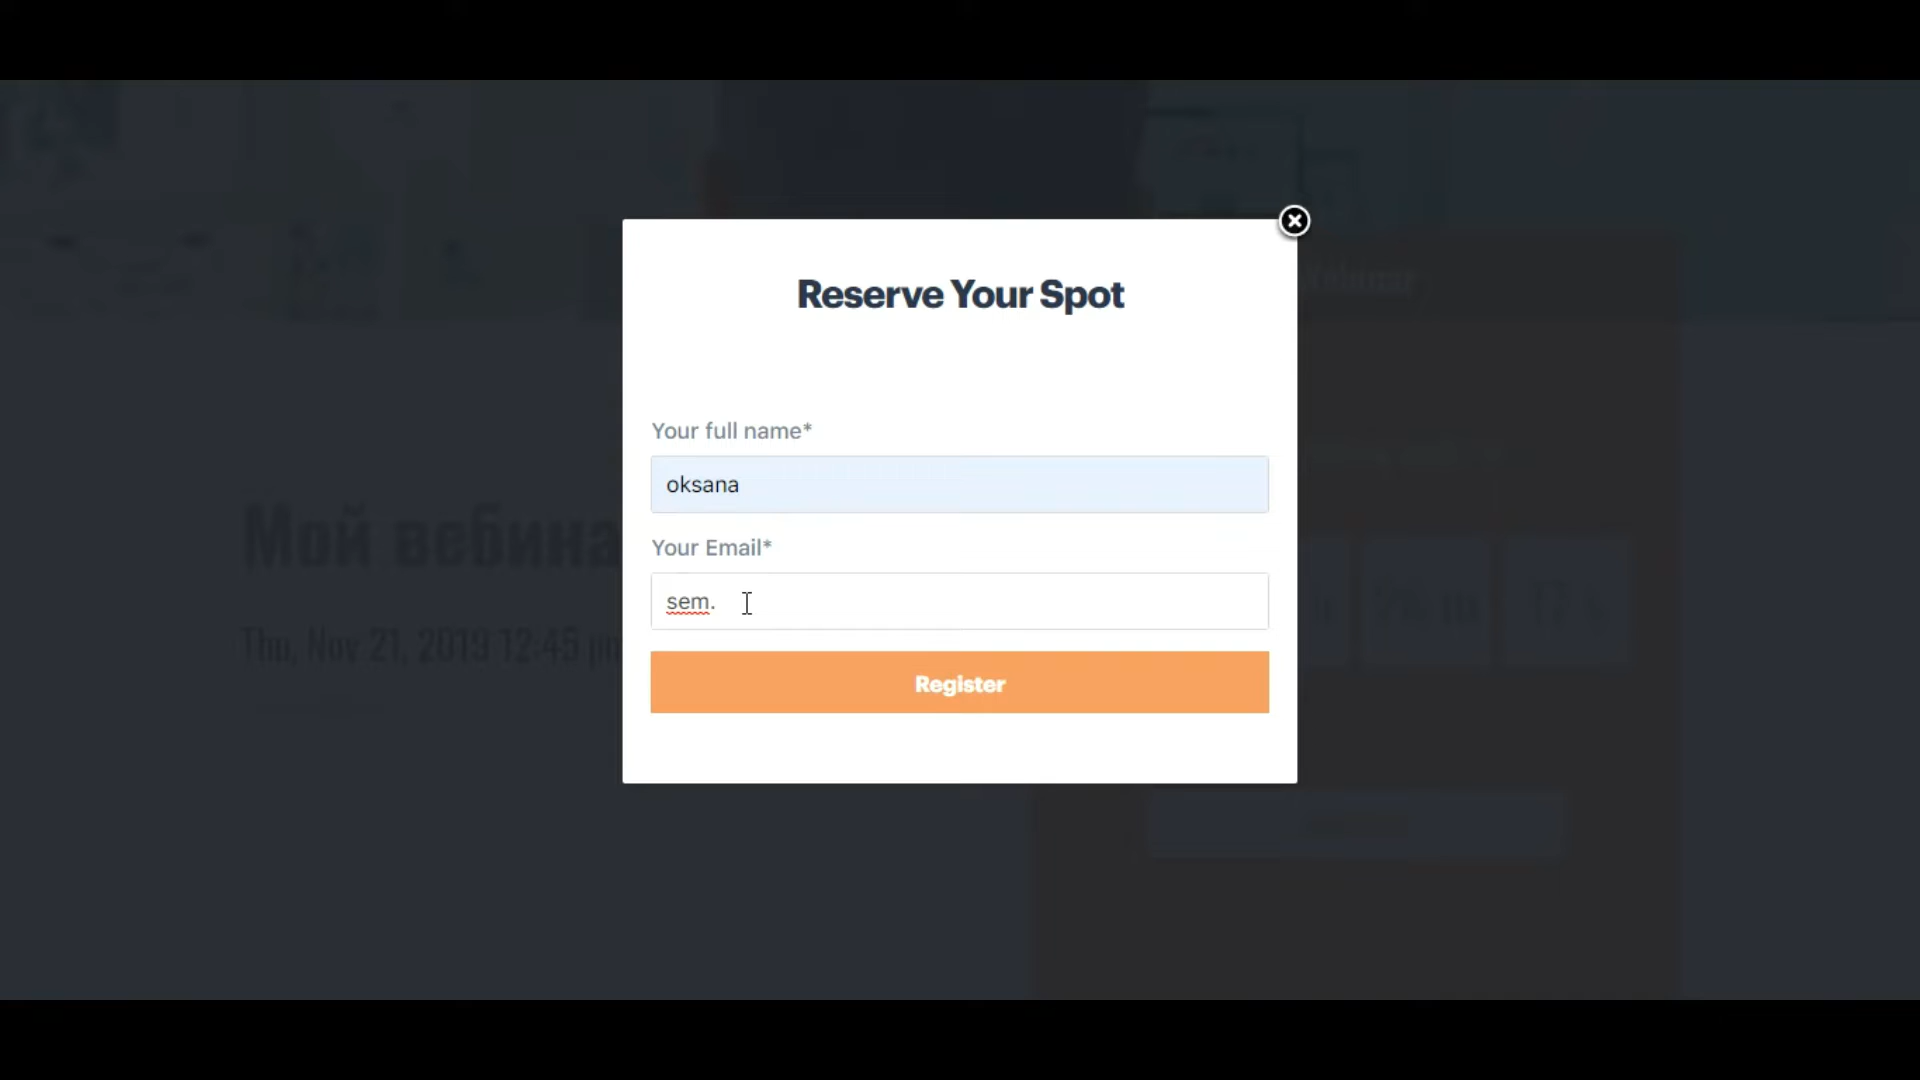 Reserve Your Spot
Your full name*
oksana
Your Email*
sem.
Register
Мой вебина
Thu, Nov 21, 2019 12:45